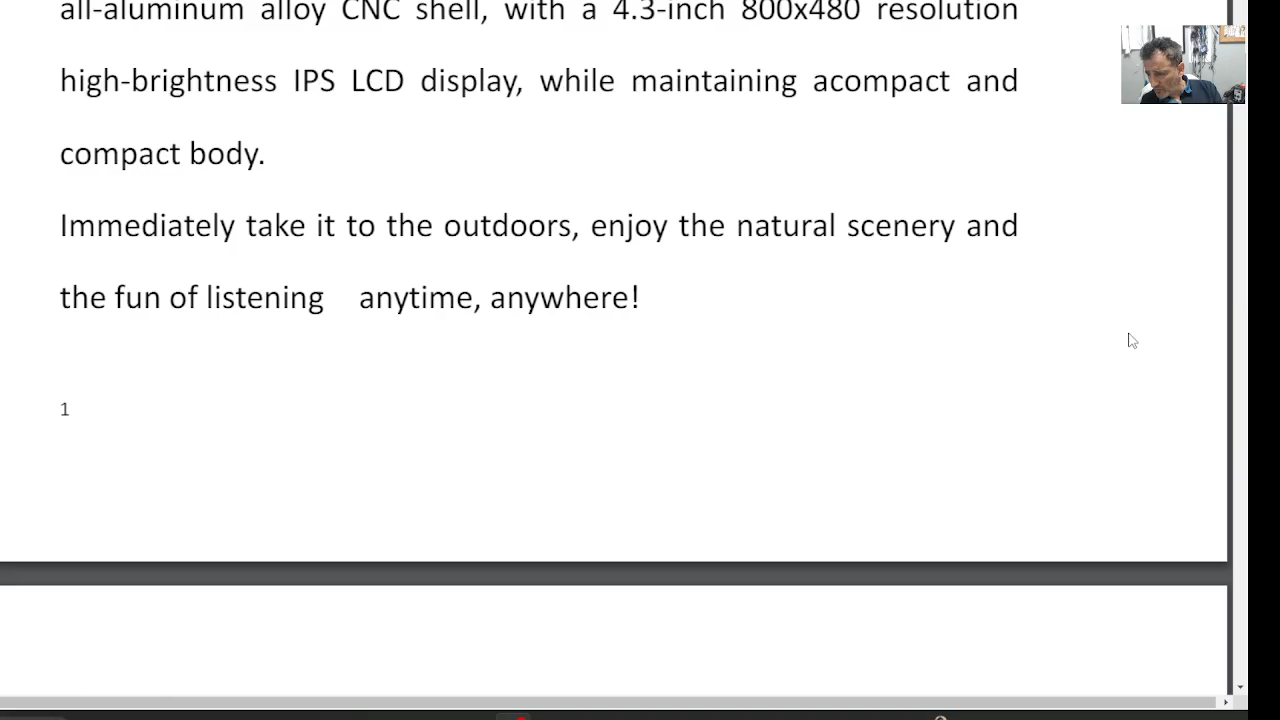 all-aluminum alloy CNC shell, with a 4.3-inch 800x480 resolution
high-brightness IPS LCD display, while maintaining acompact and
compact body.
Immediately take it to the outdoors, enjoy the natural scenery and
the fun of listening anytime, anywhere!
1